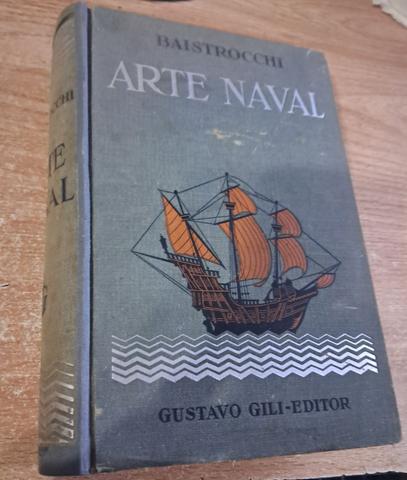 BAISTROCCHI
ARTE NAVAL
GUSTAVO GILI-EDITOR